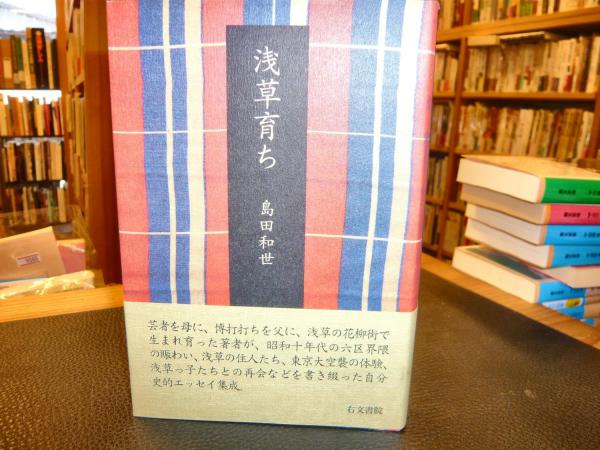 浅草育ち
島田和世
芸者を母に、博打打ちを父に、浅草の花柳街で
生まれ育った著者が、昭和十年代の六区界隈
の賑わい、浅草の住人たち、東京大空襲の体験、
浅草っ子たちとの再会などを書き綴った自分
史的エッセイ集成。
右文書院